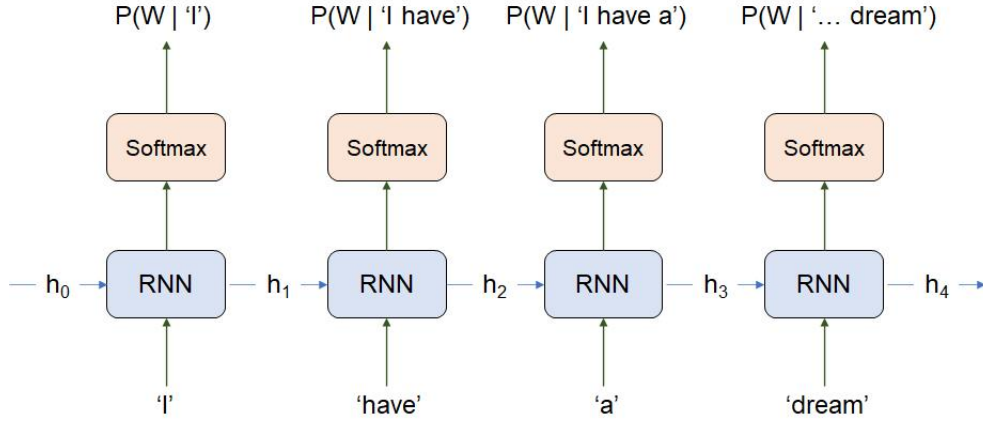 P(W | ‘I’) P(W | ‘I have’) P(W | ‘I have a’) P(W | ‘… dream’)
Softmax Softmax Softmax Softmax
h₀ RNN h₁ RNN h₂ RNN h₃ RNN h₄
‘I’ ‘have’ ‘a’ ‘dream’